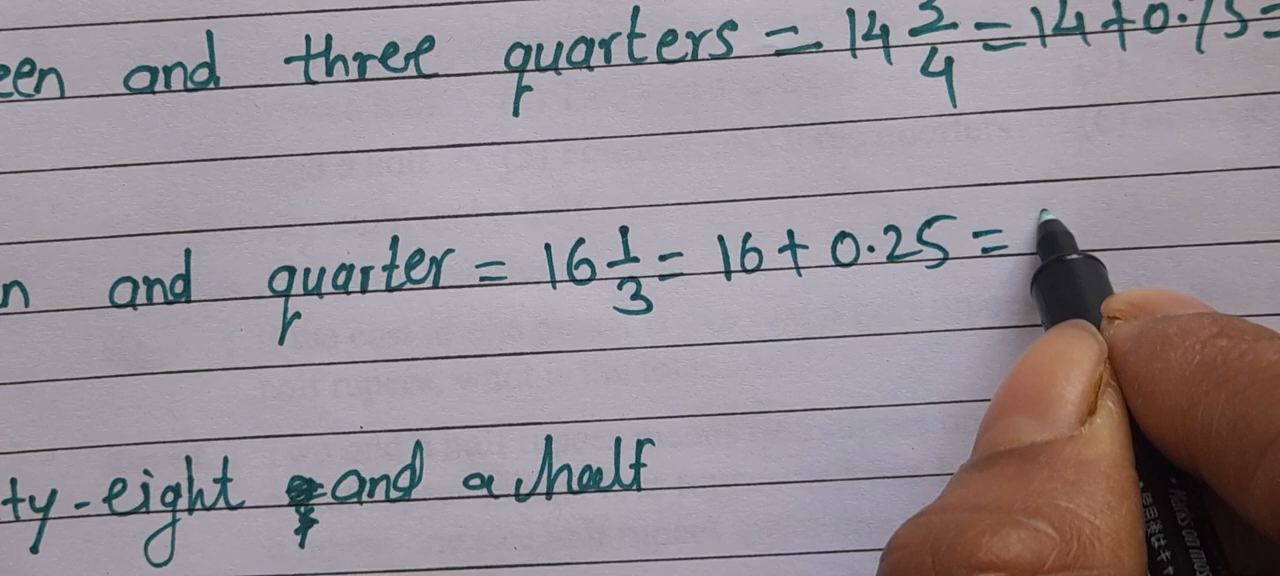 een and three quarters = 14 3/4 = 14 + 0.75 =
n and quarter = 16 1/3 = 16 + 0.25 =
ty-eight and a half